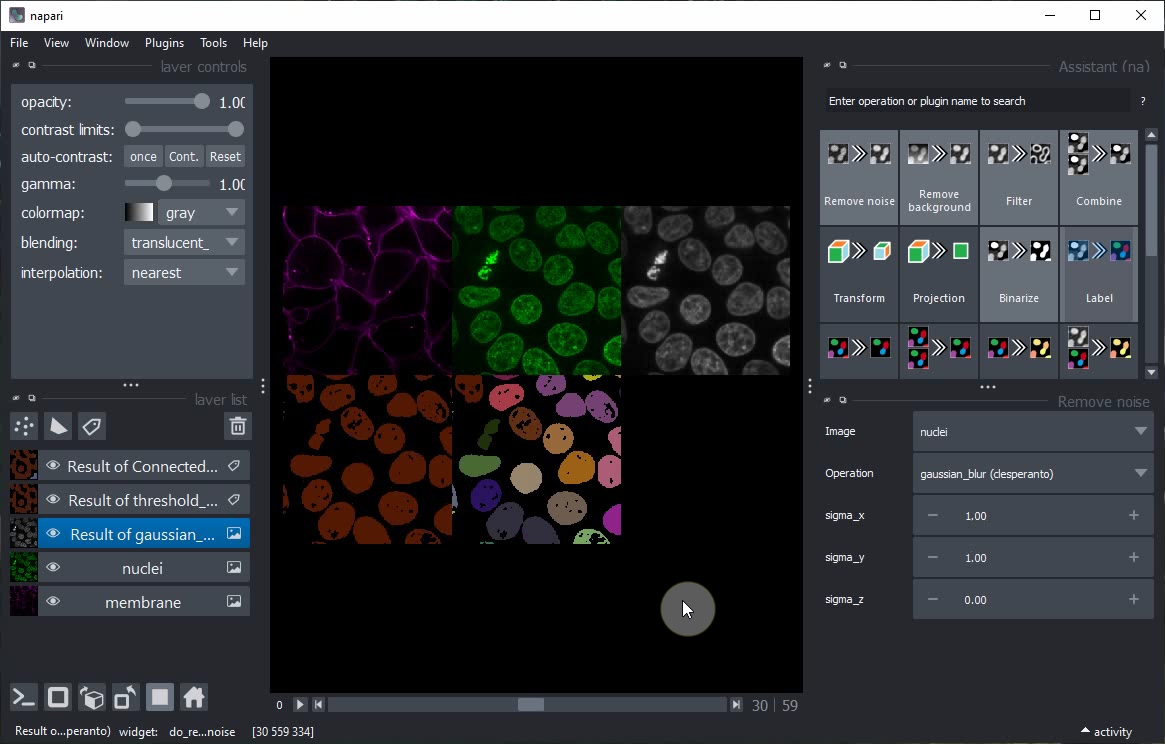 napari
File View Window Plugins Tools Help
layer controls
opacity: 1.00
contrast limits:
auto-contrast: once Cont. Reset
gamma: 1.00
colormap: gray
blending: translucent_
interpolation: nearest
layer list
Result of Connected...
Result of threshold_...
Result of gaussian_...
nuclei
membrane
0 30 | 59
Assistant (na)
Enter operation or plugin name to search ?
Remove noise Remove background Filter Combine
Transform Projection Binarize Label
Remove noise
Image nuclei
Operation gaussian_blur (desperanto)
sigma_x − 1.00 +
sigma_y − 1.00 +
sigma_z − 0.00 +
Result o...peranto) widget: do_re...noise [30 559 334] activity